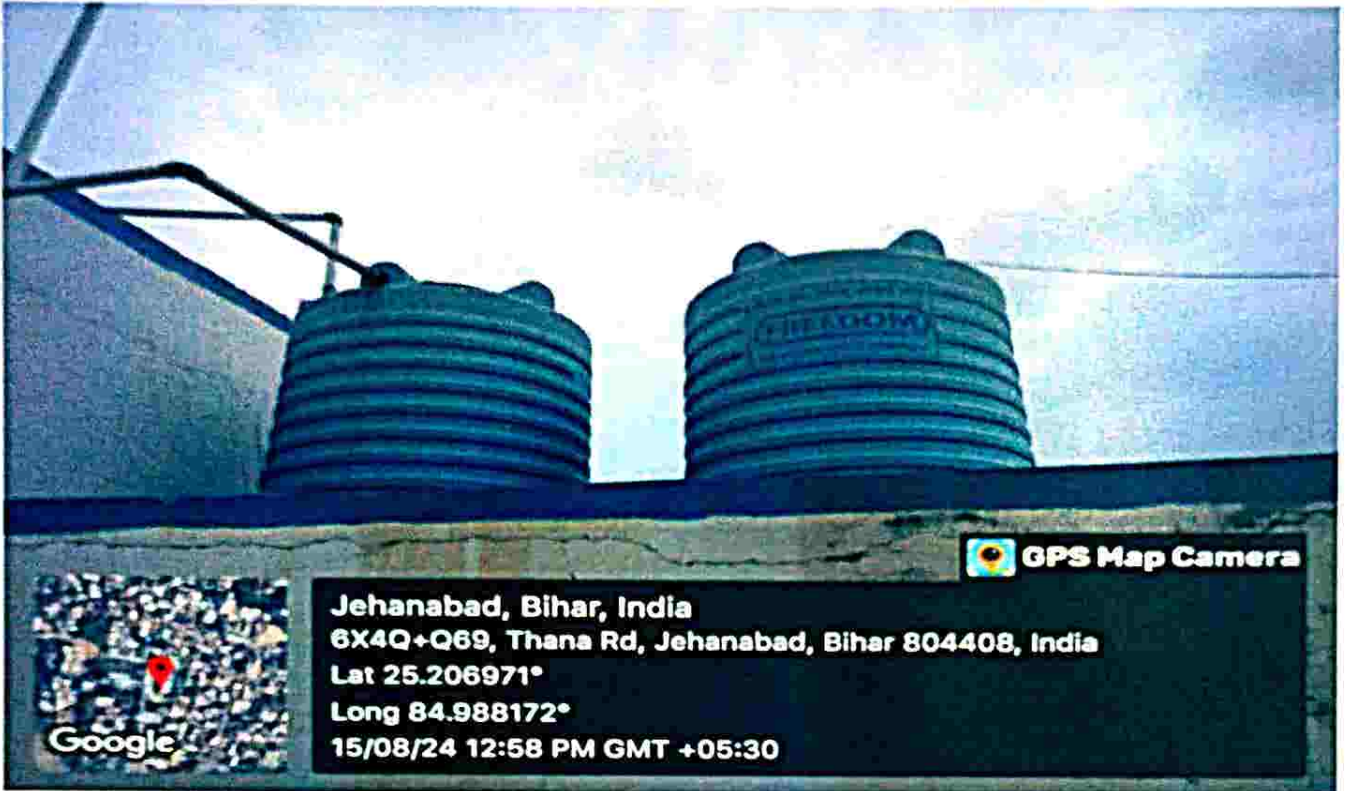 FREEDOM
GPS Map Camera
Jehanabad, Bihar, India
6X4Q+Q69, Thana Rd, Jehanabad, Bihar 804408, India
Lat 25.206971°
Long 84.988172°
15/08/24 12:58 PM GMT +05:30
Google